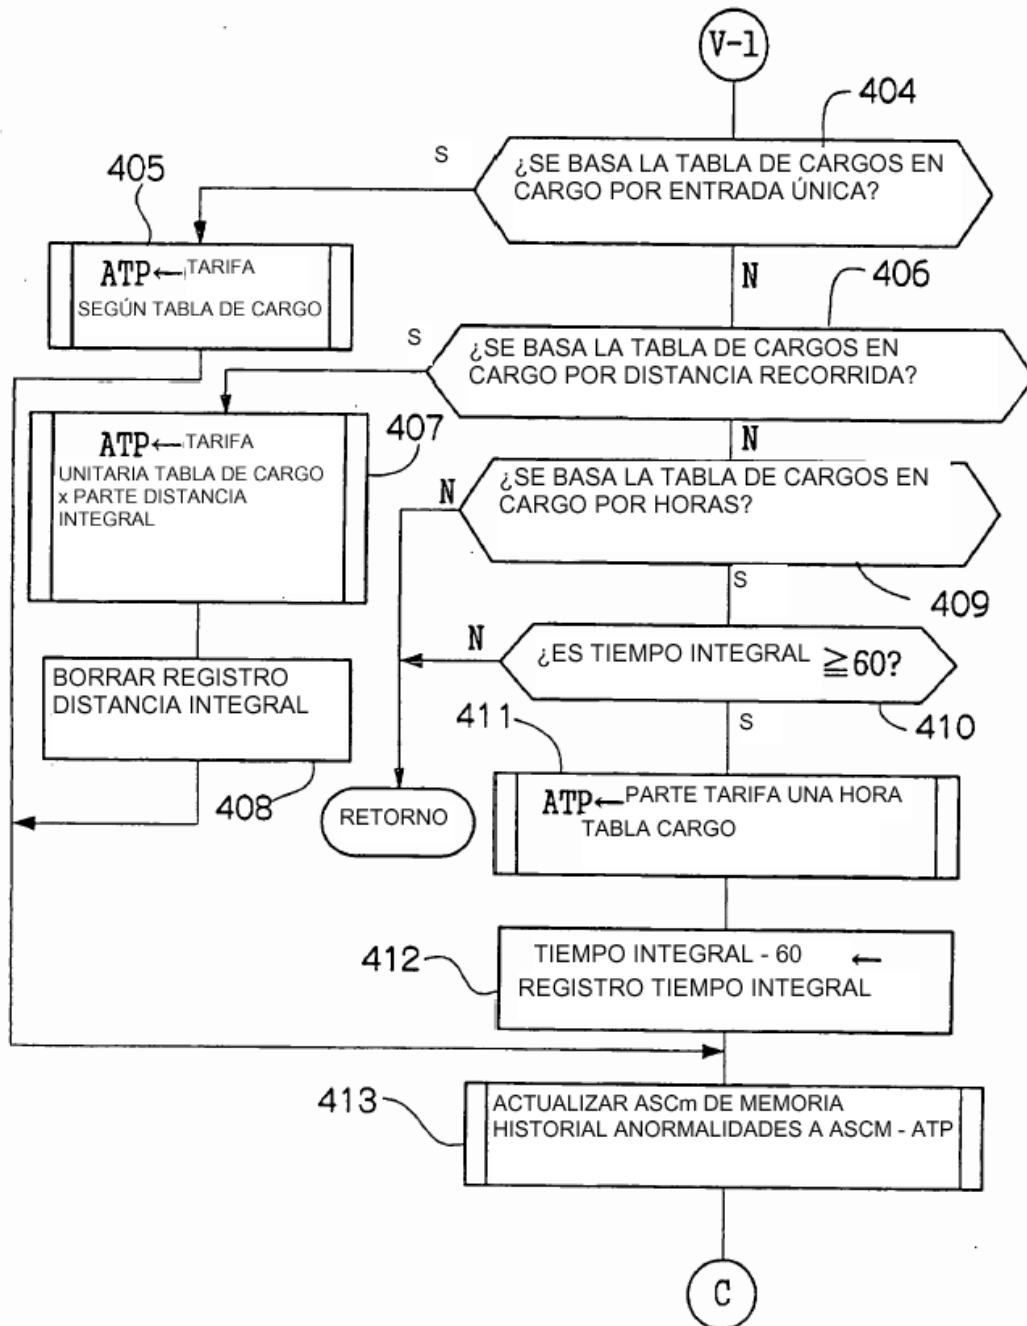 V-1
404
¿SE BASA LA TABLA DE CARGOS EN
CARGO POR ENTRADA ÚNICA?
S
405
ATP← TARIFA
SEGÚN TABLA DE CARGO
N
406
¿SE BASA LA TABLA DE CARGOS EN
CARGO POR DISTANCIA RECORRIDA?
S
407
ATP← TARIFA
UNITARIA TABLA DE CARGO
x PARTE DISTANCIA
INTEGRAL
N
¿SE BASA LA TABLA DE CARGOS EN
CARGO POR HORAS?
N
S
409
BORRAR REGISTRO
DISTANCIA INTEGRAL
408
N
¿ES TIEMPO INTEGRAL ≧60?
410
S
RETORNO
411
ATP← PARTE TARIFA UNA HORA
TABLA CARGO
412
TIEMPO INTEGRAL - 60 ←
REGISTRO TIEMPO INTEGRAL
413
ACTUALIZAR ASCm DE MEMORIA
HISTORIAL ANORMALIDADES A ASCM - ATP
C